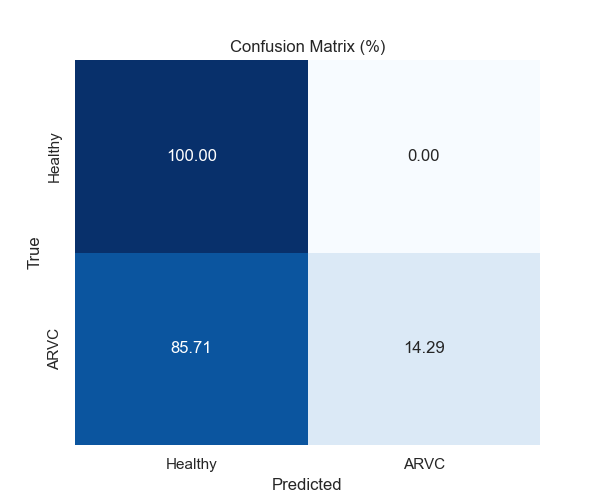 Confusion Matrix (%)
True
Healthy
100.00
0.00
ARVC
85.71
14.29
Healthy
ARVC
Predicted